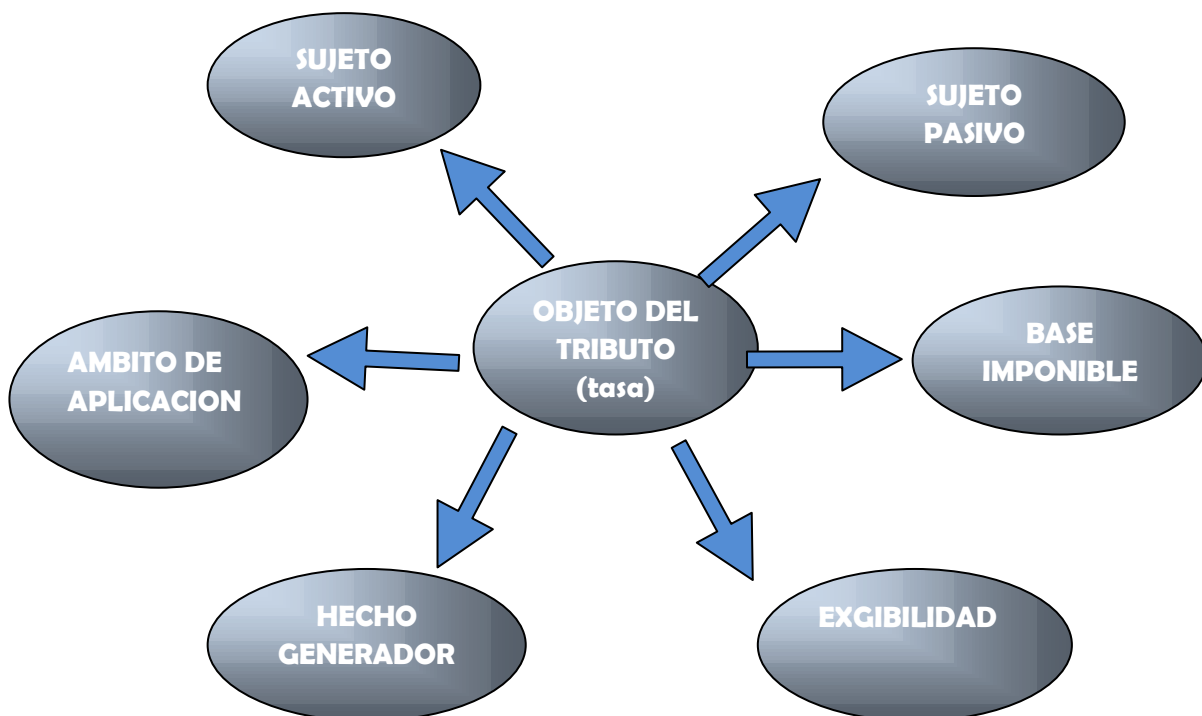 SUJETO
ACTIVO
SUJETO
PASIVO
OBJETO DEL
TRIBUTO
(tasa)
AMBITO DE
APLICACION
BASE
IMPONIBLE
HECHO
GENERADOR
EXGIBILIDAD